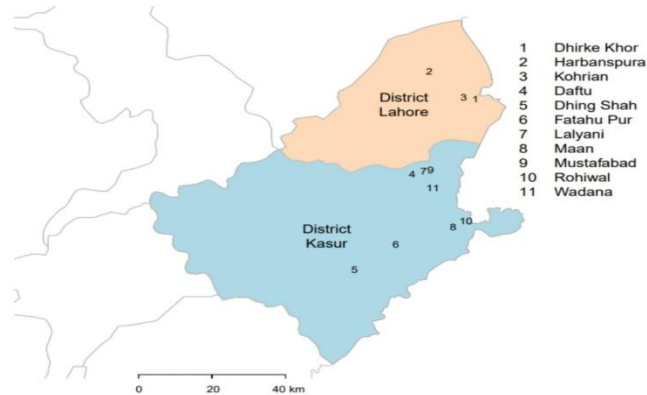 2
District
Lahore
3 1
4 79
11
10
8
District
Kasur
6
5
0 20 40 km
1 Dhirke Khor
2 Harbanspura
3 Kohrian
4 Daftu
5 Dhing Shah
6 Fatahu Pur
7 Lalyani
8 Maan
9 Mustafabad
10 Rohiwal
11 Wadana